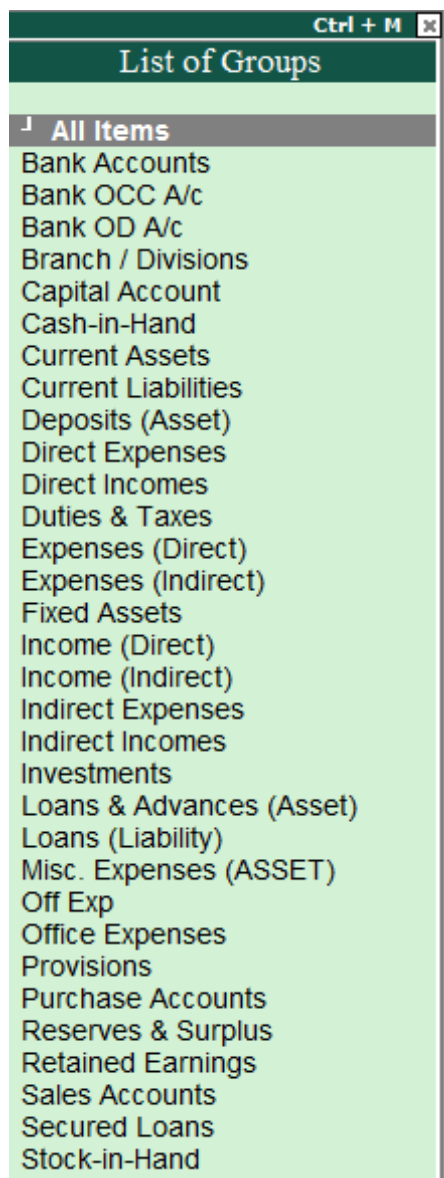 Ctrl + M
List of Groups
All Items
Bank Accounts
Bank OCC A/c
Bank OD A/c
Branch / Divisions
Capital Account
Cash-in-Hand
Current Assets
Current Liabilities
Deposits (Asset)
Direct Expenses
Direct Incomes
Duties & Taxes
Expenses (Direct)
Expenses (Indirect)
Fixed Assets
Income (Direct)
Income (Indirect)
Indirect Expenses
Indirect Incomes
Investments
Loans & Advances (Asset)
Loans (Liability)
Misc. Expenses (ASSET)
Off Exp
Office Expenses
Provisions
Purchase Accounts
Reserves & Surplus
Retained Earnings
Sales Accounts
Secured Loans
Stock-in-Hand